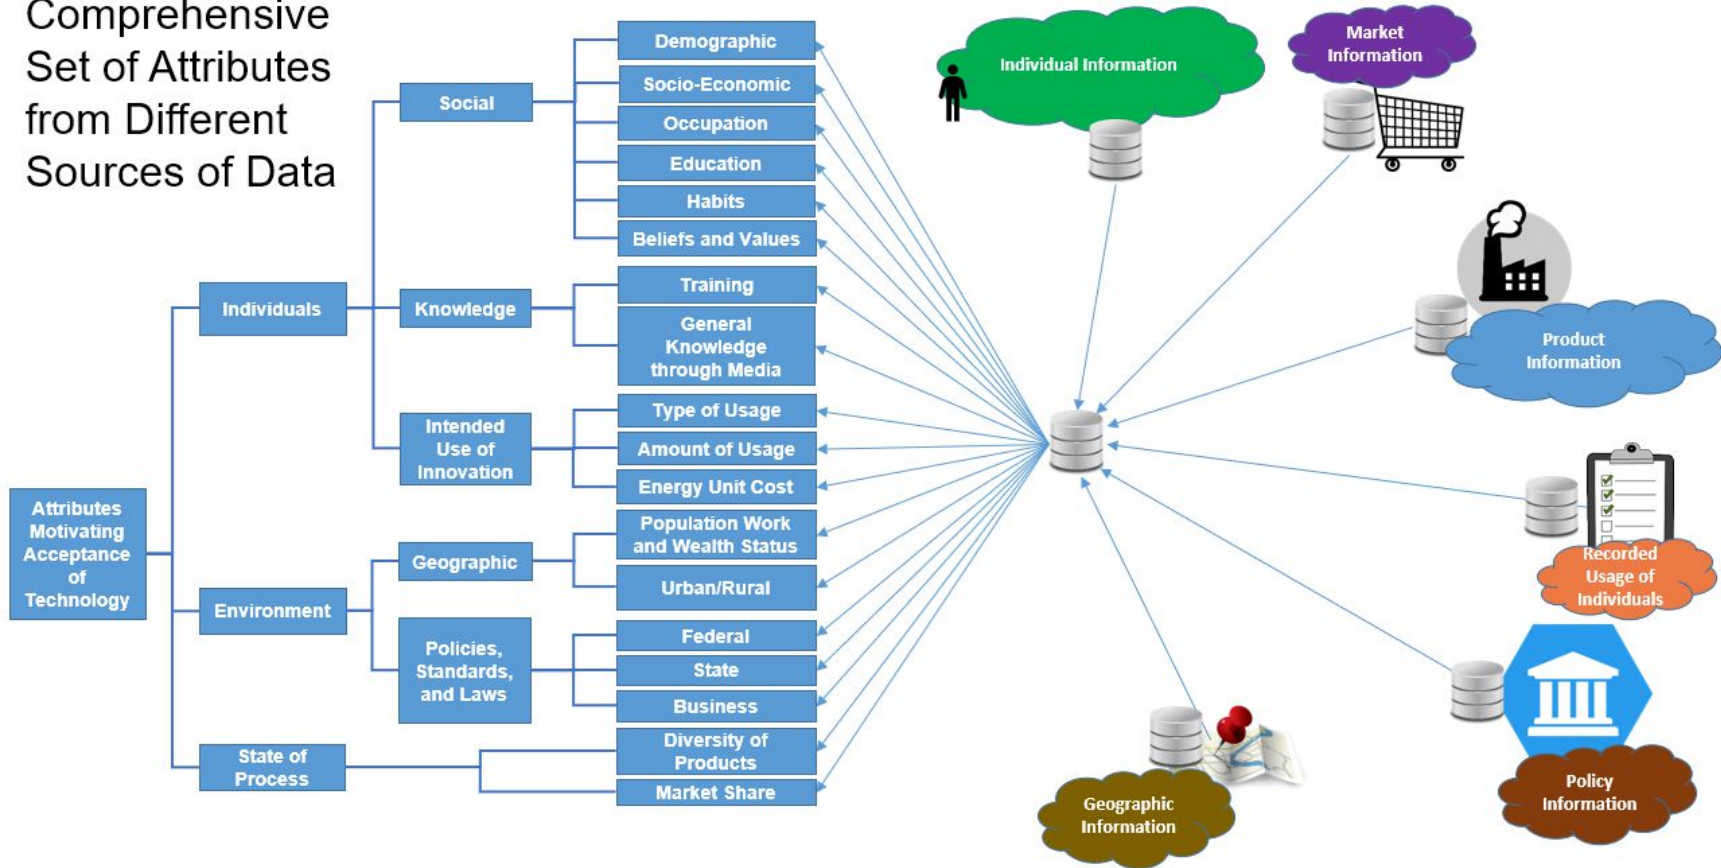 Comprehensive
Set of Attributes
from Different
Sources of Data
Attributes
Motivating
Acceptance
of
Technology
Individuals
Environment
State of
Process
Social
Knowledge
Intended
Use of
Innovation
Geographic
Policies,
Standards,
and Laws
Demographic
Socio-Economic
Occupation
Education
Habits
Beliefs and Values
Training
General
Knowledge
through Media
Type of Usage
Amount of Usage
Energy Unit Cost
Population Work
and Wealth Status
Urban/Rural
Federal
State
Business
Diversity of
Products
Market Share
Individual Information
Market
Information
Product
Information
Recorded
Usage of
Individuals
Policy
Information
Geographic
Information